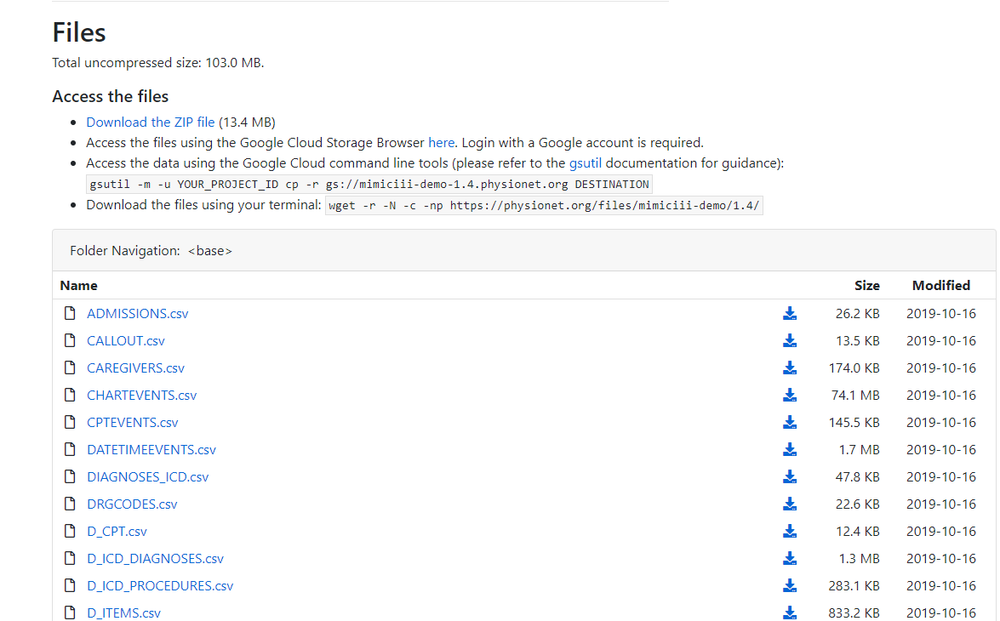 Files
Total uncompressed size: 103.0 MB.
Access the files
Download the ZIP file (13.4 MB)
Access the files using the Google Cloud Storage Browser here. Login with a Google account is required.
Access the data using the Google Cloud command line tools (please refer to the gsutil documentation for guidance):
gsutil -m -u YOUR_PROJECT_ID cp -r gs://mimiciii-demo-1.4.physionet.org DESTINATION
Download the files using your terminal: wget -r -N -c -np https://physionet.org/files/mimiciii-demo/1.4/
Folder Navigation: <base>
Name Size Modified
ADMISSIONS.csv 26.2 KB 2019-10-16
CALLOUT.csv 13.5 KB 2019-10-16
CAREGIVERS.csv 174.0 KB 2019-10-16
CHARTEVENTS.csv 74.1 MB 2019-10-16
CPTEVENTS.csv 145.5 KB 2019-10-16
DATETIMEEVENTS.csv 1.7 MB 2019-10-16
DIAGNOSES_ICD.csv 47.8 KB 2019-10-16
DRGCODES.csv 22.6 KB 2019-10-16
D_CPT.csv 12.4 KB 2019-10-16
D_ICD_DIAGNOSES.csv 1.3 MB 2019-10-16
D_ICD_PROCEDURES.csv 283.1 KB 2019-10-16
D_ITEMS.csv 833.2 KB 2019-10-16